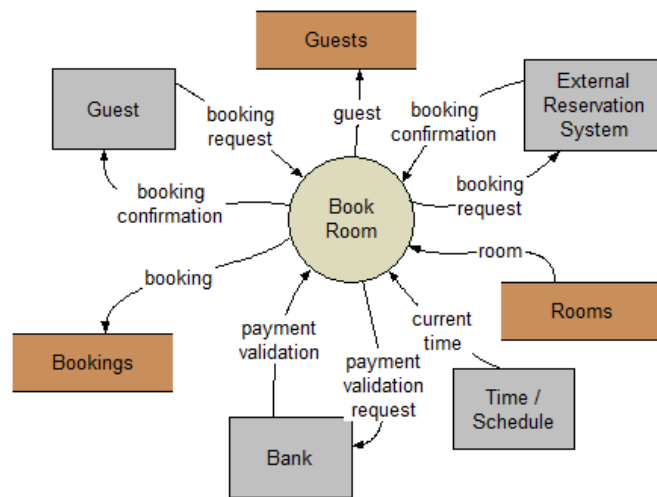 Guests
Guest
booking
request
guest
booking
confirmation
External
Reservation
System
booking
confirmation
Book
Room
booking
request
booking
room
Bookings
payment
validation
payment
validation
request
current
time
Rooms
Bank
Time /
Schedule